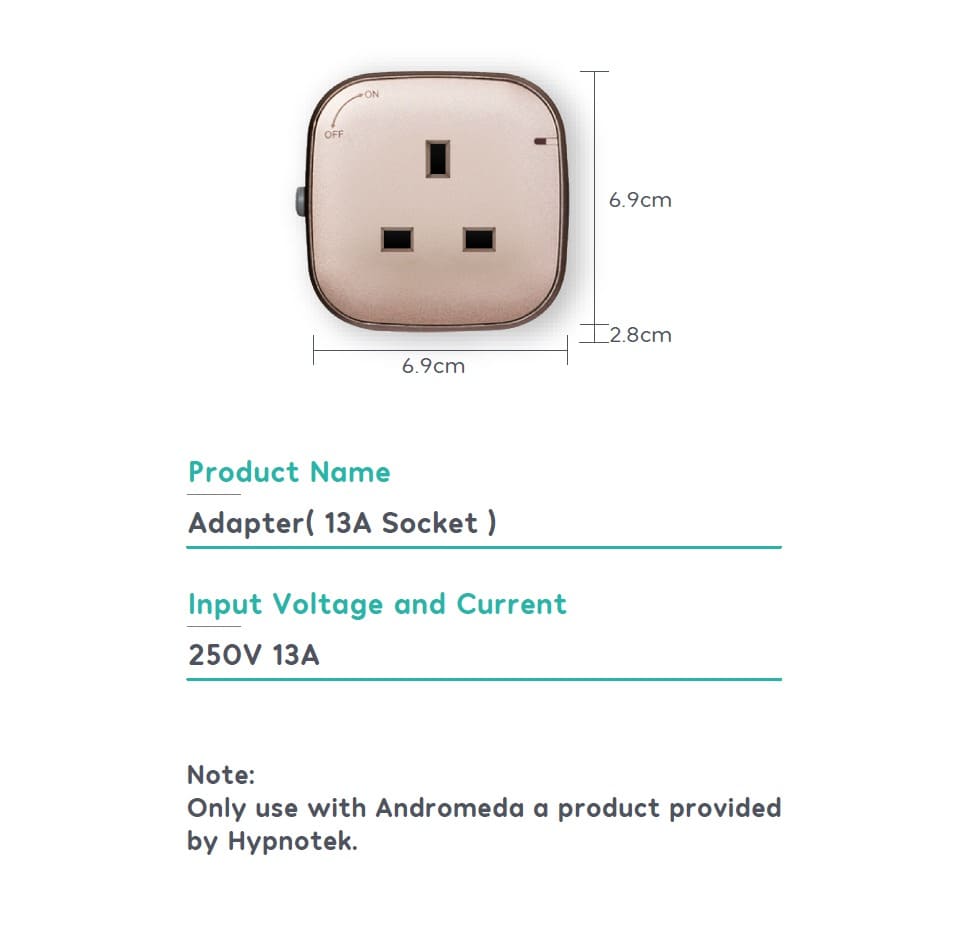 ON
OFF
6.9cm
2.8cm
6.9cm
Product Name
Adapter( 13A Socket )
Input Voltage and Current
250V 13A
Note:
Only use with Andromeda a product provided
by Hypnotek.